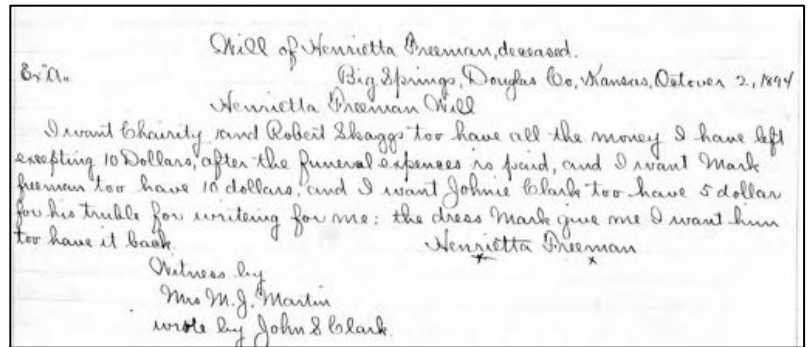 Will of Henrietta Freeman, deceased.
Ex "A"
Big Springs, Douglas Co, Kansas, Octover 2, 1894
Henrietta Freeman Will
I want Chairity and Robert Skaggs too have all the money I have left
excepting 10 Dollars, after the funeral expences is paid, and I want Mark
freeman too have 10 dollars, and I want Johnie Clark too have 5 dollar
for his truble for writeing for me: the dress Mark give me I want him
too have it back.
Henrietta Freeman
x x
Witness by
Mrs M. J. Martin
wrote by John S Clark.